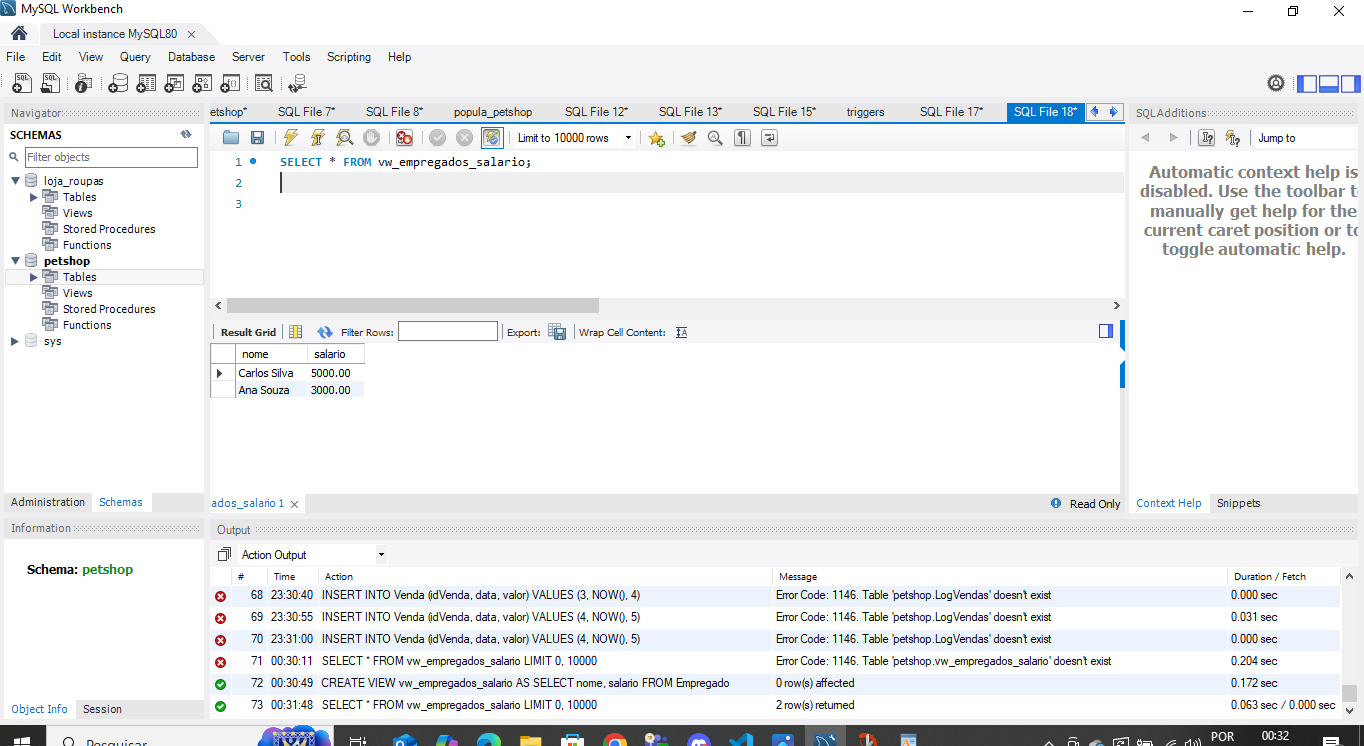 MySQL Workbench
Local instance MySQL80
File Edit View Query Database Server Tools Scripting Help
Navigator
SCHEMAS
Filter objects
loja_roupas
Tables
Views
Stored Procedures
Functions
petshop
Tables
Views
Stored Procedures
Functions
sys
Administration Schemas
Information
Schema: petshop
Object Info Session
etshop* SQL File 7* SQL File 8* popula_petshop SQL File 12* SQL File 13* SQL File 15* triggers SQL File 17* SQL File 18*
Limit to 10000 rows
1 SELECT * FROM vw_empregados_salario;
2
3
Result Grid Filter Rows: Export: Wrap Cell Content:
nome salario
Carlos Silva 5000.00
Ana Souza 3000.00
ados_salario 1 Read Only
SQLAdditions
Jump to
Automatic context help is
disabled. Use the toolbar t
manually get help for the
current caret position or to
toggle automatic help.
Context Help Snippets
Output
Action Output
# Time Action Message Duration / Fetch
68 23:30:40 INSERT INTO Venda (idVenda, data, valor) VALUES (3, NOW(), 4) Error Code: 1146. Table 'petshop.LogVendas' doesn't exist 0.000 sec
69 23:30:55 INSERT INTO Venda (idVenda, data, valor) VALUES (4, NOW(), 5) Error Code: 1146. Table 'petshop.LogVendas' doesn't exist 0.031 sec
70 23:31:00 INSERT INTO Venda (idVenda, data, valor) VALUES (4, NOW(), 5) Error Code: 1146. Table 'petshop.LogVendas' doesn't exist 0.000 sec
71 00:30:11 SELECT * FROM vw_empregados_salario LIMIT 0, 10000 Error Code: 1146. Table 'petshop.vw_empregados_salario' doesn't exist 0.204 sec
72 00:30:49 CREATE VIEW vw_empregados_salario AS SELECT nome, salario FROM Empregado 0 row(s) affected 0.172 sec
73 00:31:48 SELECT * FROM vw_empregados_salario LIMIT 0, 10000 2 row(s) returned 0.063 sec / 0.000 sec
Pesquisar POR 00:32